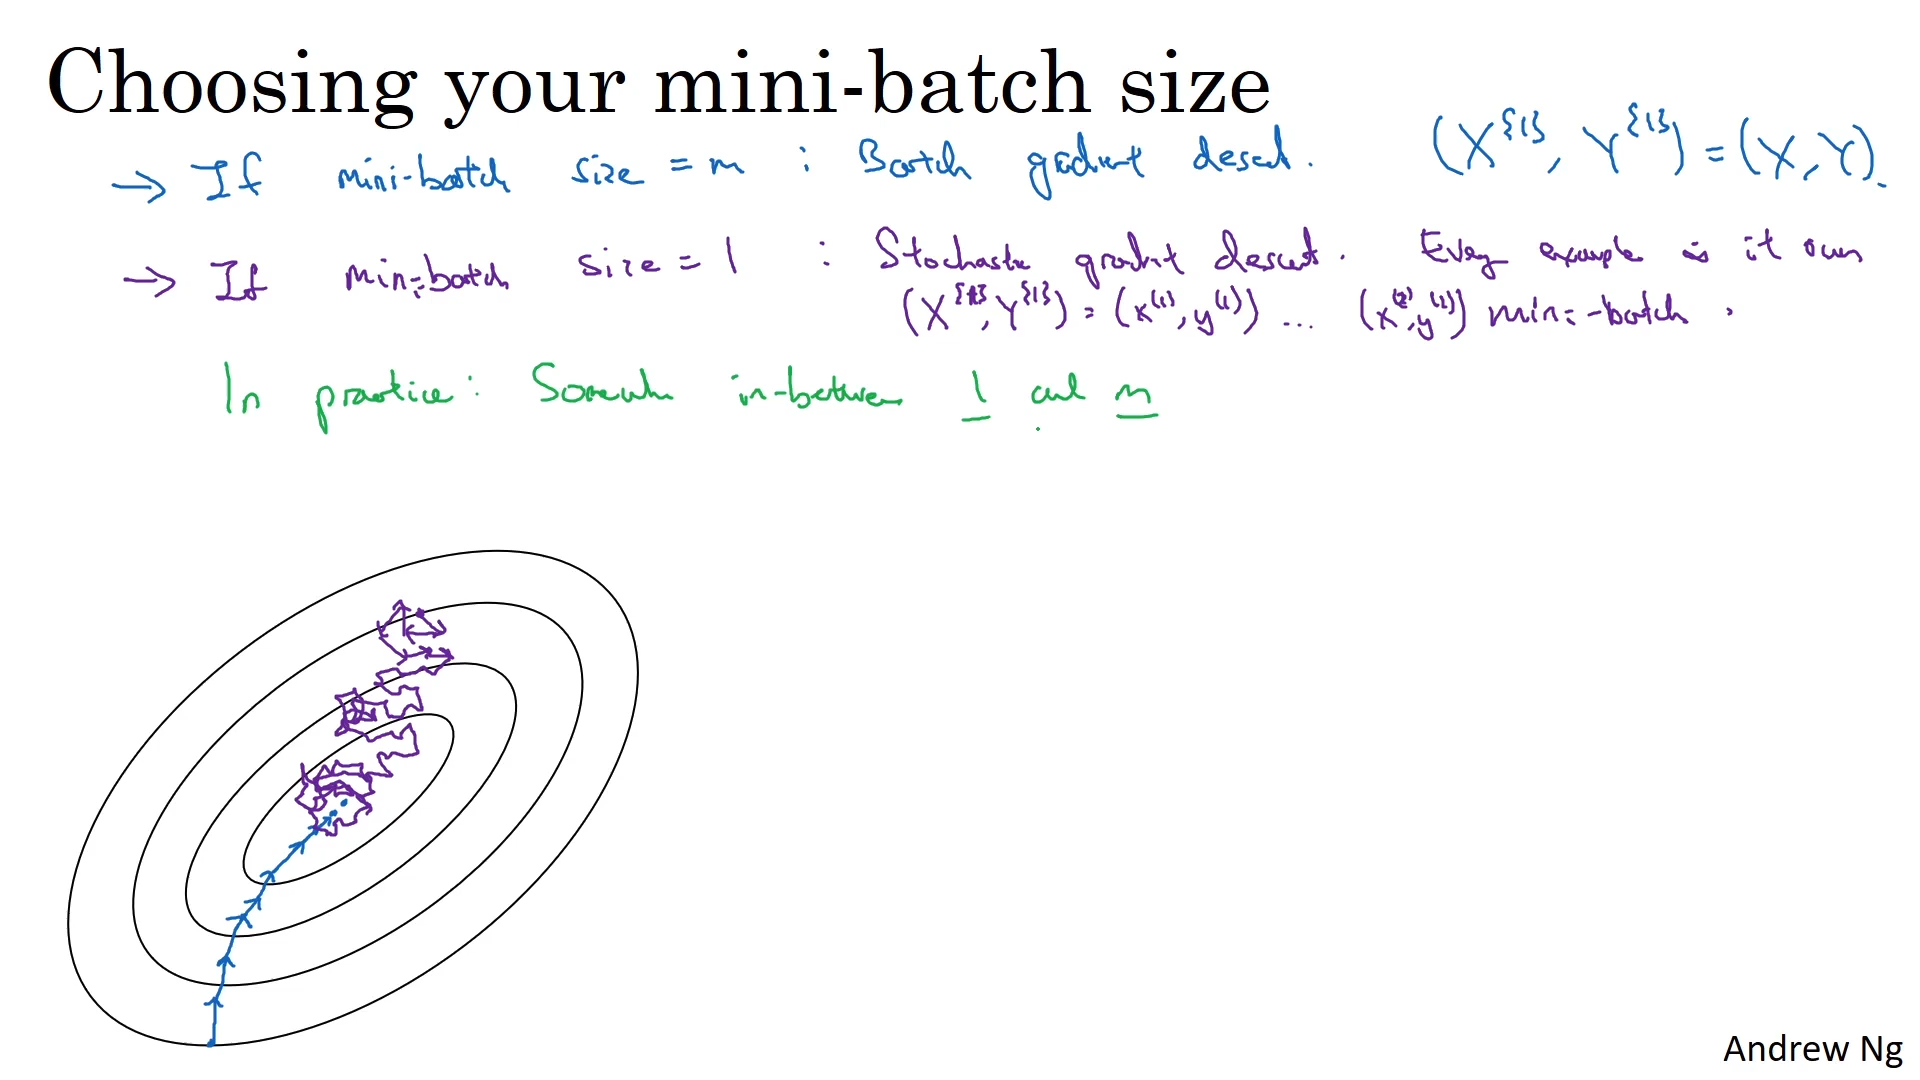 Choosing your mini-batch size
→ If mini-batch size = m : Batch gradient descent. (X^{1}, Y^{1}) = (X, Y).
→ If mini-batch size = 1 : Stochastic gradient descent. Every example is it own
(X^{1}, Y^{1}) = (x^(1), y^(1)) ... (x^(2), y^(2)) mini-batch.
In practice: Somewhere in-between 1 and m
Andrew Ng